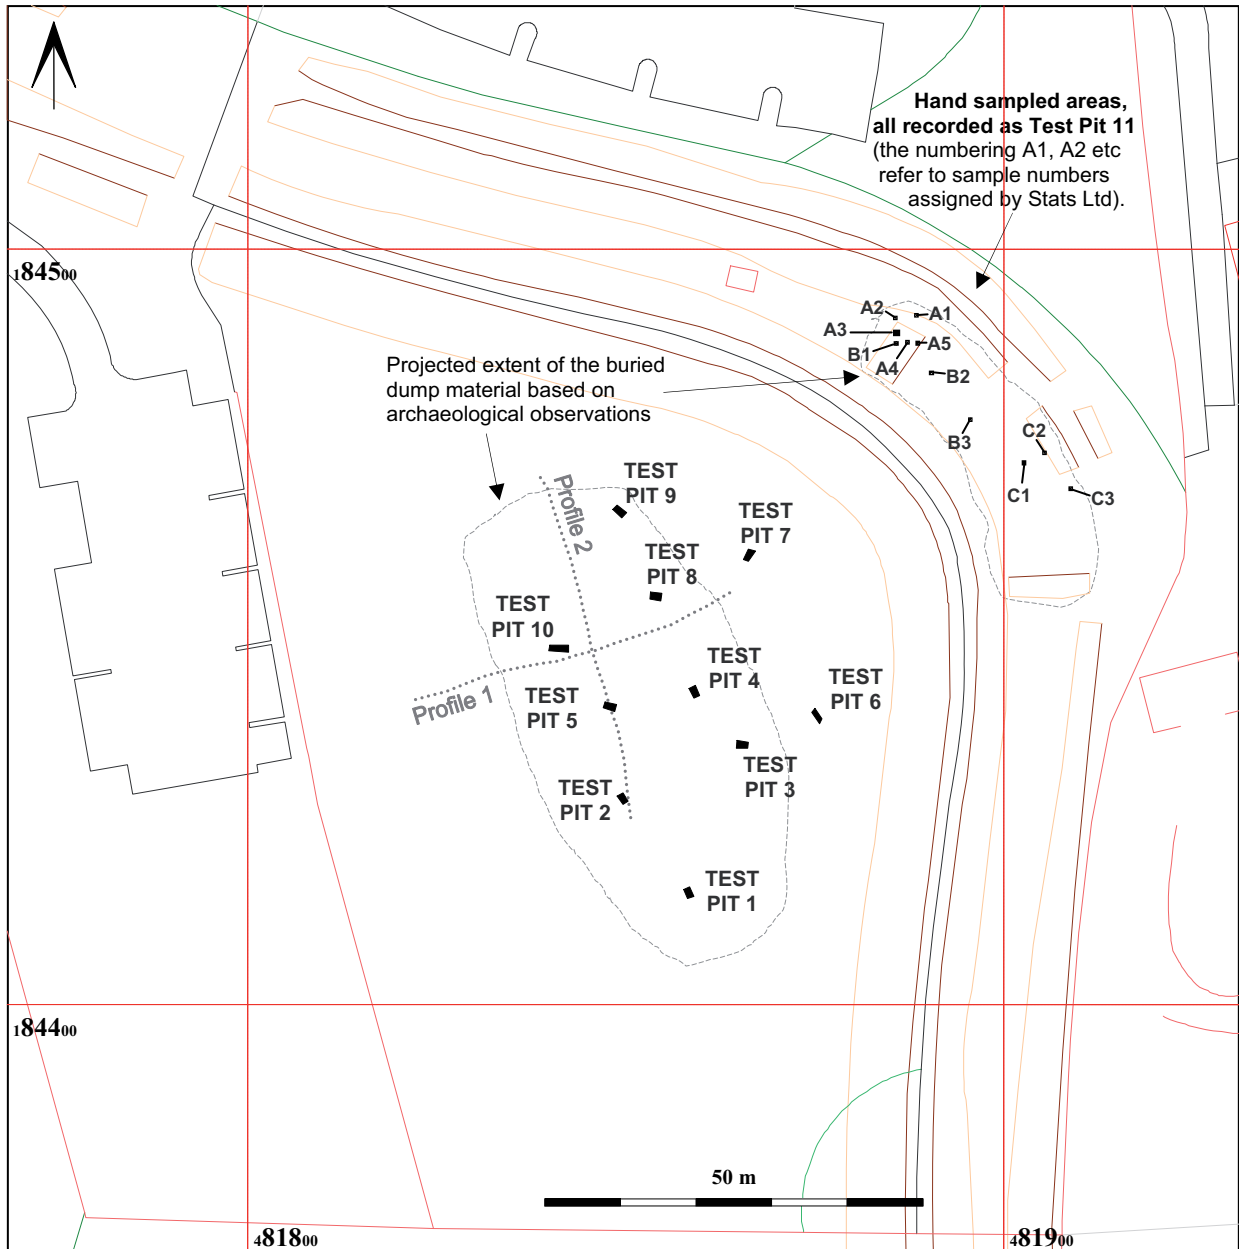 Hand sampled areas,
all recorded as Test Pit 11
(the numbering A1, A2 etc
refer to sample numbers
assigned by Stats Ltd).
184500
A2
A1
A3
B1
A4
A5
B2
B3
C2
C1
C3
Projected extent of the buried
dump material based on
archaeological observations
Profile 2
TEST
PIT 9
TEST
PIT 7
TEST
PIT 8
TEST
PIT 10
TEST
PIT 4
TEST
PIT 6
Profile 1
TEST
PIT 5
TEST
PIT 3
TEST
PIT 2
TEST
PIT 1
184400
50 m
481800
481900